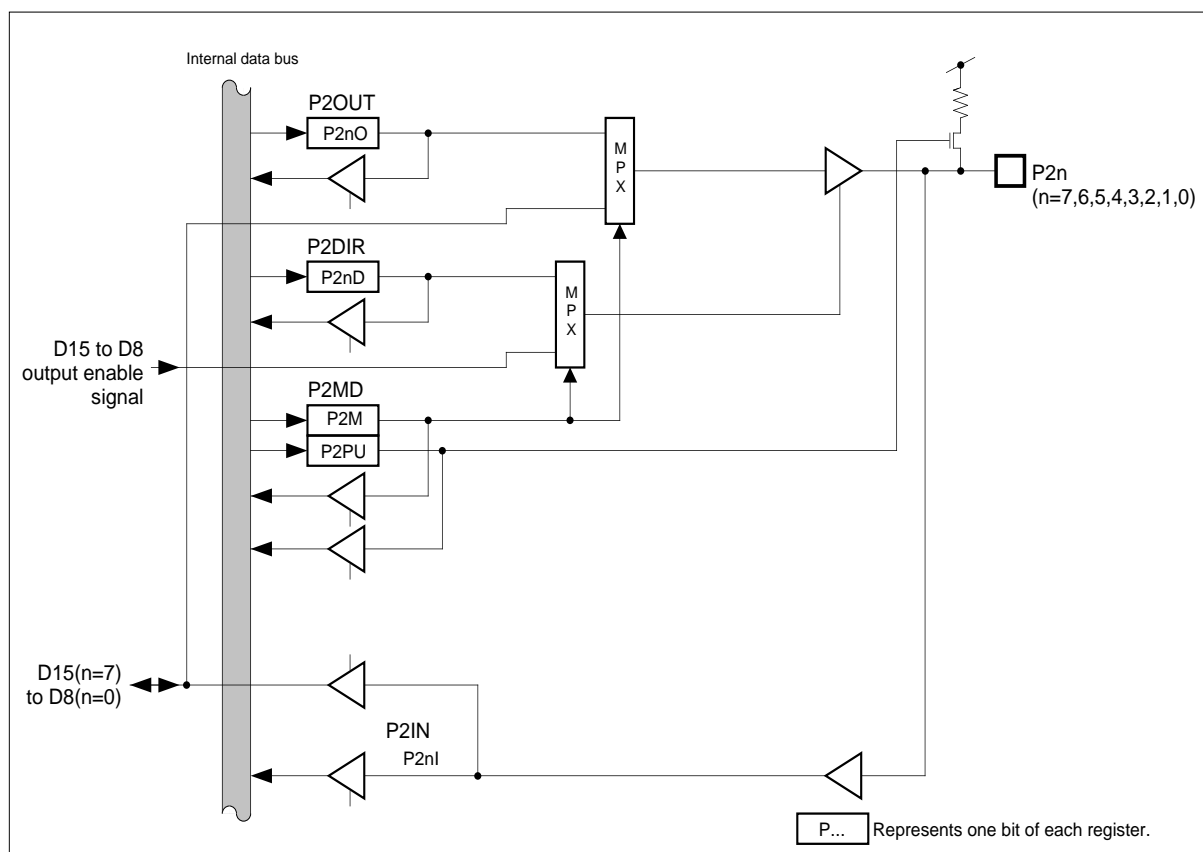 Internal data bus
P2OUT
P2nO
M
P
X
P2n
(n=7,6,5,4,3,2,1,0)
P2DIR
P2nD
M
P
X
D15 to D8
output enable
signal
P2MD
P2M
P2PU
D15(n=7)
to D8(n=0)
P2IN
P2nI
P... Represents one bit of each register.